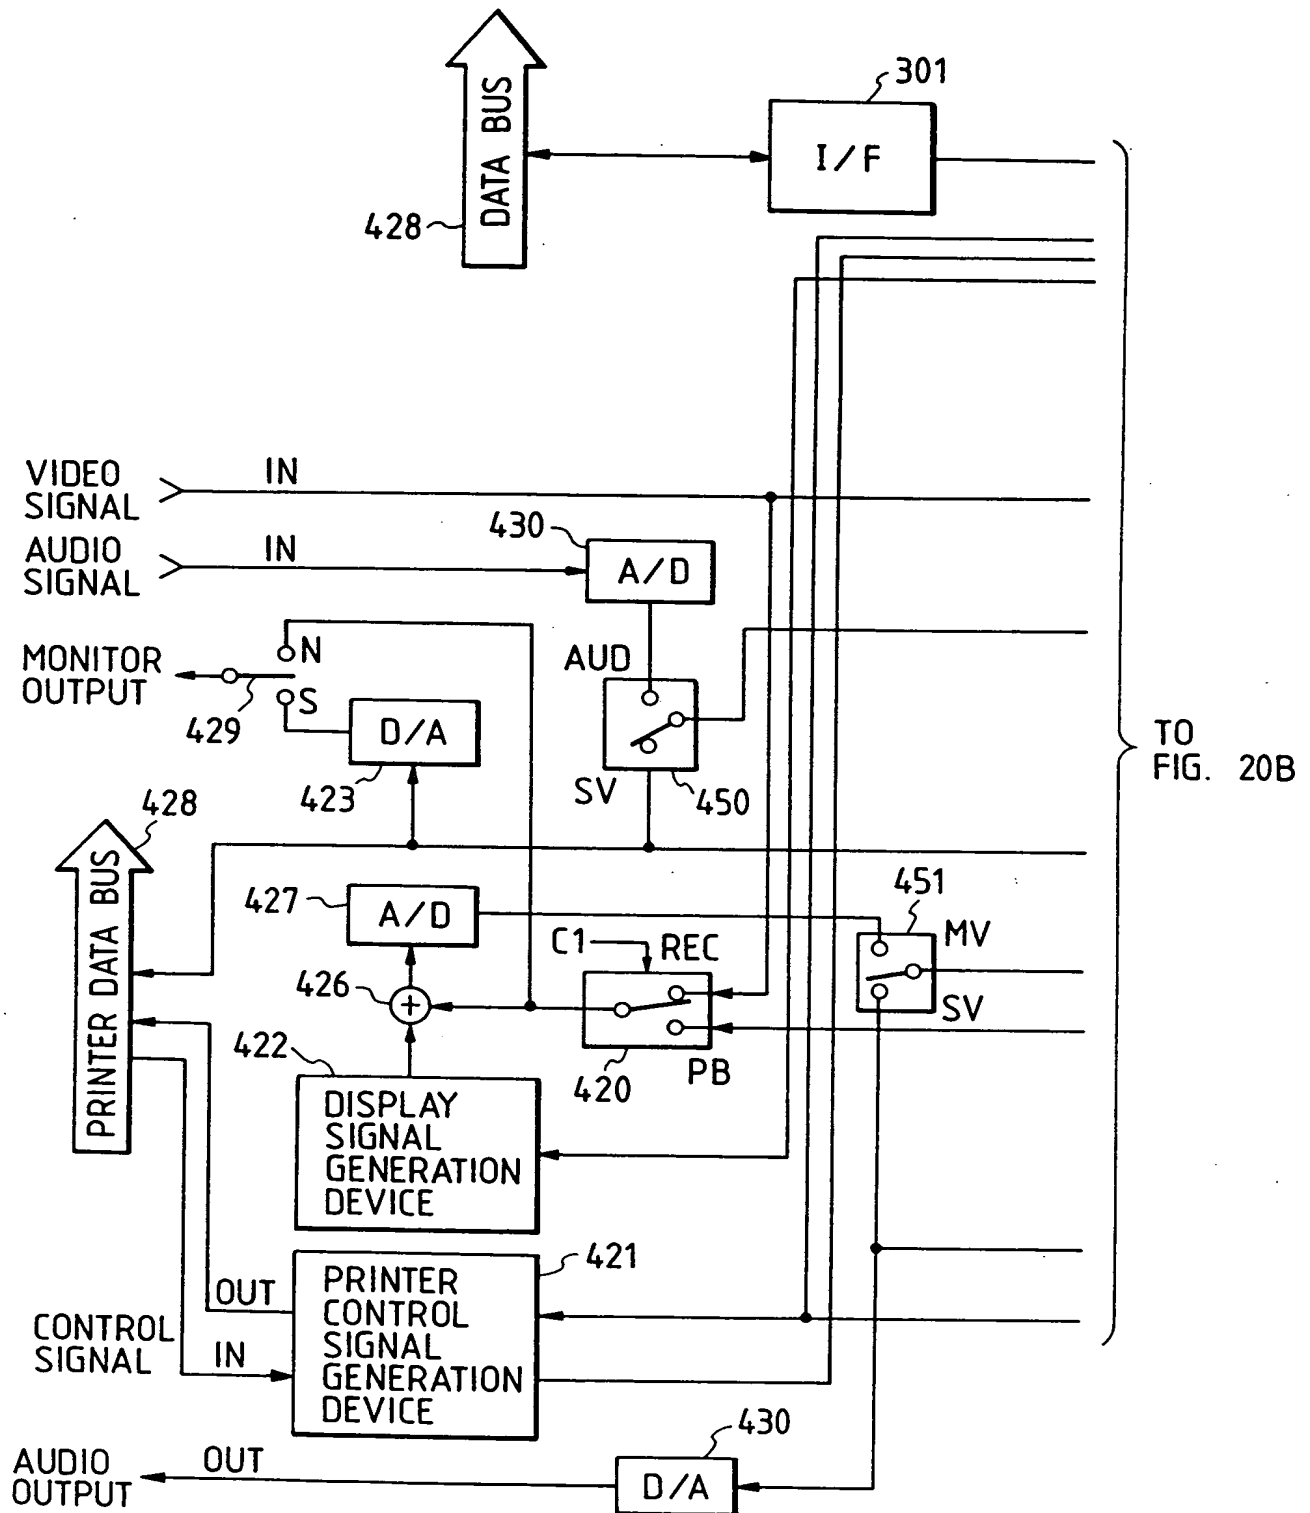 301
DATA BUS
I/F
428
VIDEO
SIGNAL
IN
430
AUDIO
SIGNAL
IN
A/D
N
AUD
MONITOR
OUTPUT
S
429
D/A
TO
FIG. 20B
423
SV
450
428
451
427
A/D
MV
C1
REC
426
SV
PRINTER DATA BUS
422
420
PB
DISPLAY
SIGNAL
GENERATION
DEVICE
421
OUT
PRINTER
CONTROL
SIGNAL
GENERATION
DEVICE
CONTROL
SIGNAL
IN
430
AUDIO
OUTPUT
OUT
D/A